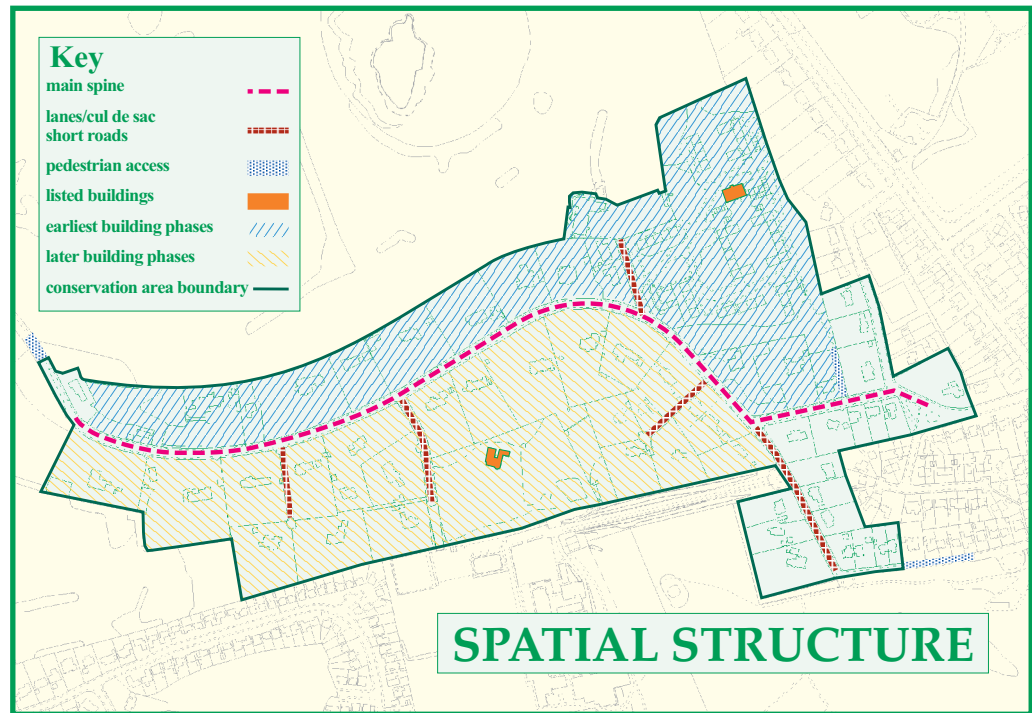 Key
main spine
lanes/cul de sac
short roads
pedestrian access
listed buildings
earliest building phases
later building phases
conservation area boundary
SPATIAL STRUCTURE